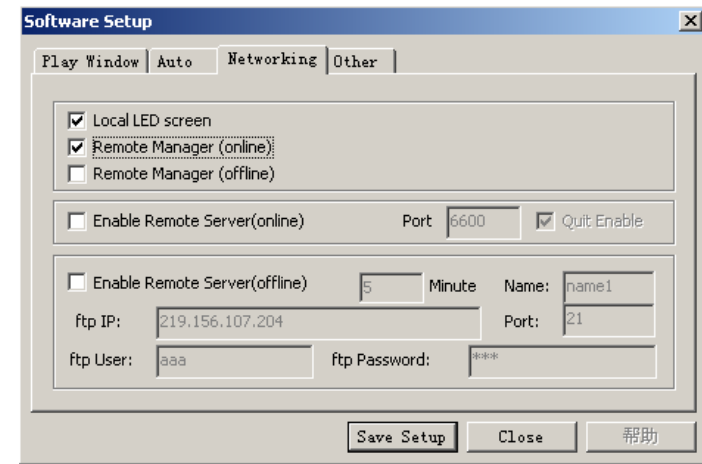 Software Setup
Play Window Auto Networking Other
Local LED screen
Remote Manager (online)
Remote Manager (offline)
Enable Remote Server(online) Port 6600 Quit Enable
Enable Remote Server(offline) 5 Minute Name: name1
ftp IP: 219.156.107.204 Port: 21
ftp User: aaa ftp Password: ***
Save Setup Close 帮助